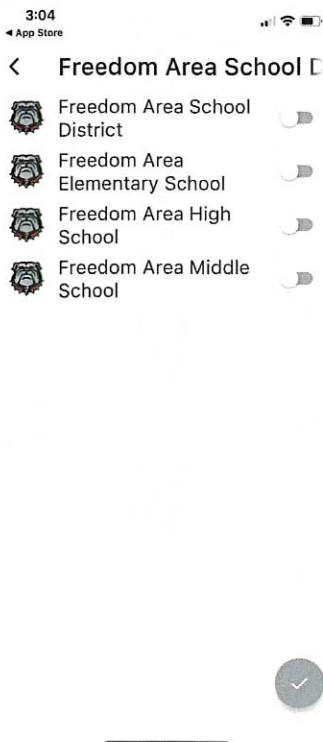 3:04
◀ App Store
Freedom Area School D
Freedom Area School
District
Freedom Area
Elementary School
Freedom Area High
School
Freedom Area Middle
School